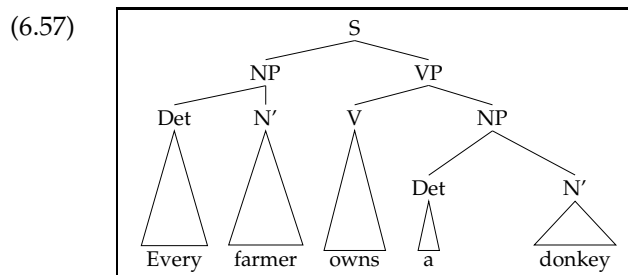 (6.57)
S
NP VP
Det N' V NP
Det N'
Every farmer owns a donkey